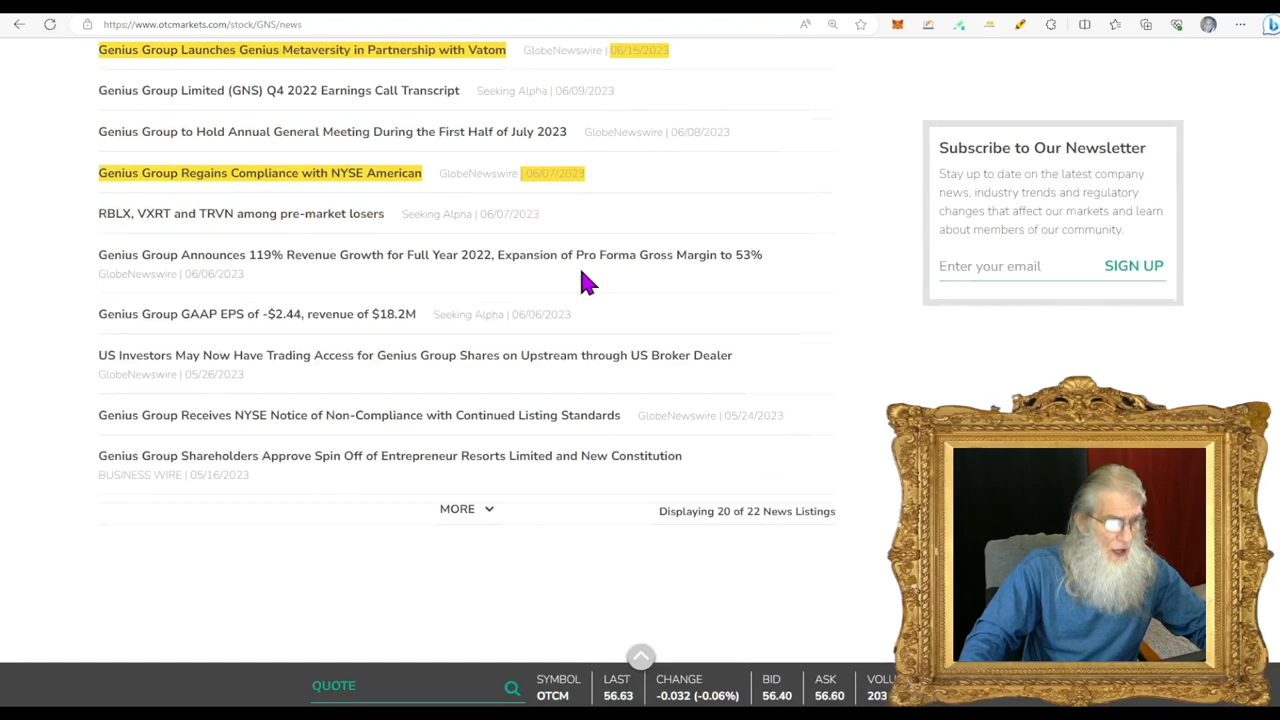 https://www.otcmarkets.com/stock/GNS/news
Genius Group Launches Genius Metaversity in Partnership with Vatom GlobeNewswire | 06/15/2023
Genius Group Limited (GNS) Q4 2022 Earnings Call Transcript Seeking Alpha | 06/09/2023
Genius Group to Hold Annual General Meeting During the First Half of July 2023 GlobeNewswire | 06/08/2023
Genius Group Regains Compliance with NYSE American GlobeNewswire | 06/07/2023
RBLX, VXRT and TRVN among pre-market losers Seeking Alpha | 06/07/2023
Genius Group Announces 119% Revenue Growth for Full Year 2022, Expansion of Pro Forma Gross Margin to 53%
GlobeNewswire | 06/06/2023
Genius Group GAAP EPS of -$2.44, revenue of $18.2M Seeking Alpha | 06/06/2023
US Investors May Now Have Trading Access for Genius Group Shares on Upstream through US Broker Dealer
GlobeNewswire | 05/26/2023
Genius Group Receives NYSE Notice of Non-Compliance with Continued Listing Standards GlobeNewswire | 05/24/2023
Genius Group Shareholders Approve Spin Off of Entrepreneur Resorts Limited and New Constitution
BUSINESS WIRE | 05/16/2023
MORE
Displaying 20 of 22 News Listings
Subscribe to Our Newsletter
Stay up to date on the latest company
news, industry trends and regulatory
changes that affect our markets and learn
about members of our community.
Enter your email SIGN UP
QUOTE
SYMBOL LAST CHANGE BID ASK VOLU
OTCM 56.63 -0.032 (-0.06%) 56.40 56.60 203